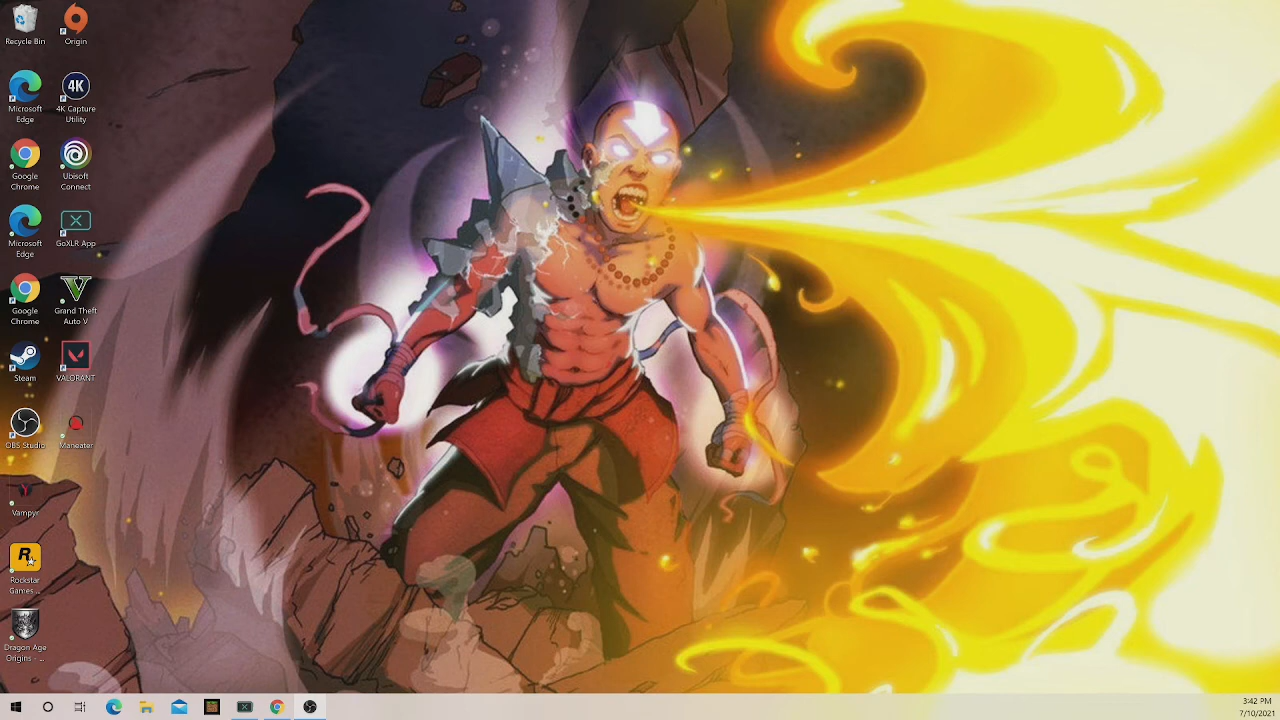 Recycle Bin
Origin
Microsoft
Edge
4K
4K Capture
Utility
Google
Chrome
Ubisoft
Connect
Microsoft
Edge
GoXLR App
Google
Chrome
Grand Theft
Auto V
Steam
VALORANT
OBS Studio
Maneater
Vampyr
R
Rockstar
Games ...
Dragon Age
Origins - ...
3:42 PM
7/10/2021